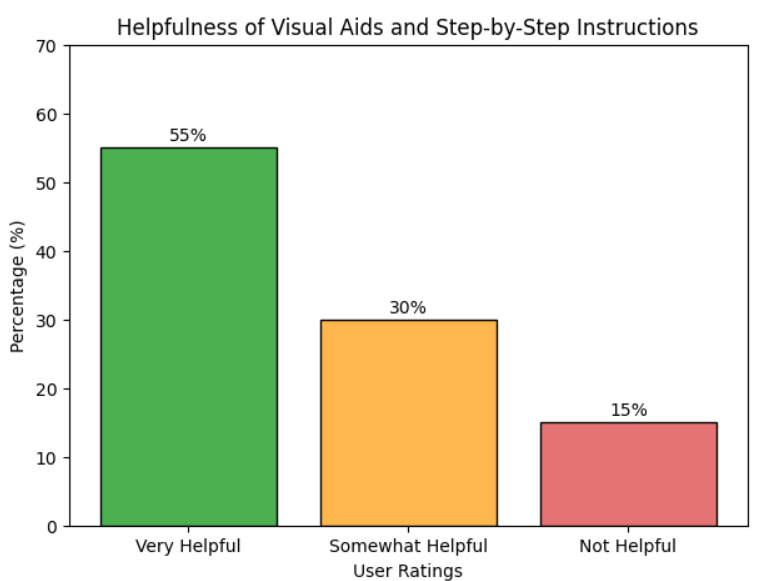 Helpfulness of Visual Aids and Step-by-Step Instructions
70
60
50
40
30
20
10
0
Percentage (%)
55%
30%
15%
Very Helpful
Somewhat Helpful
Not Helpful
User Ratings